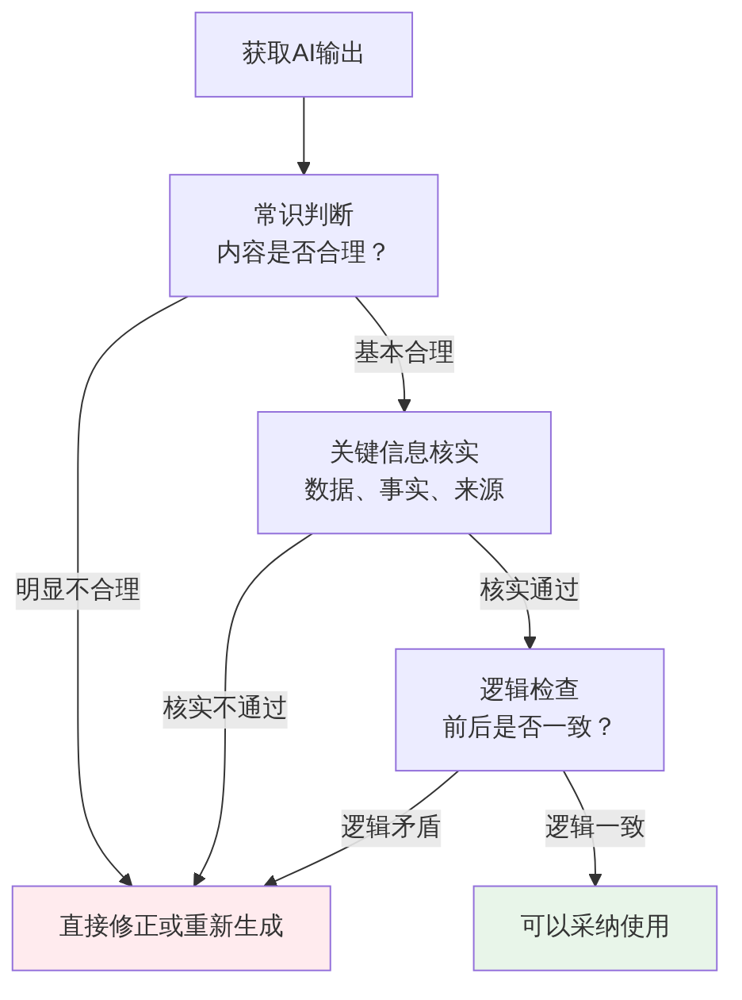 获取AI输出
常识判断
内容是否合理？
基本合理
关键信息核实
数据、事实、来源
明显不合理
核实通过
逻辑检查
前后是否一致？
核实不通过
逻辑矛盾
逻辑一致
直接修正或重新生成
可以采纳使用